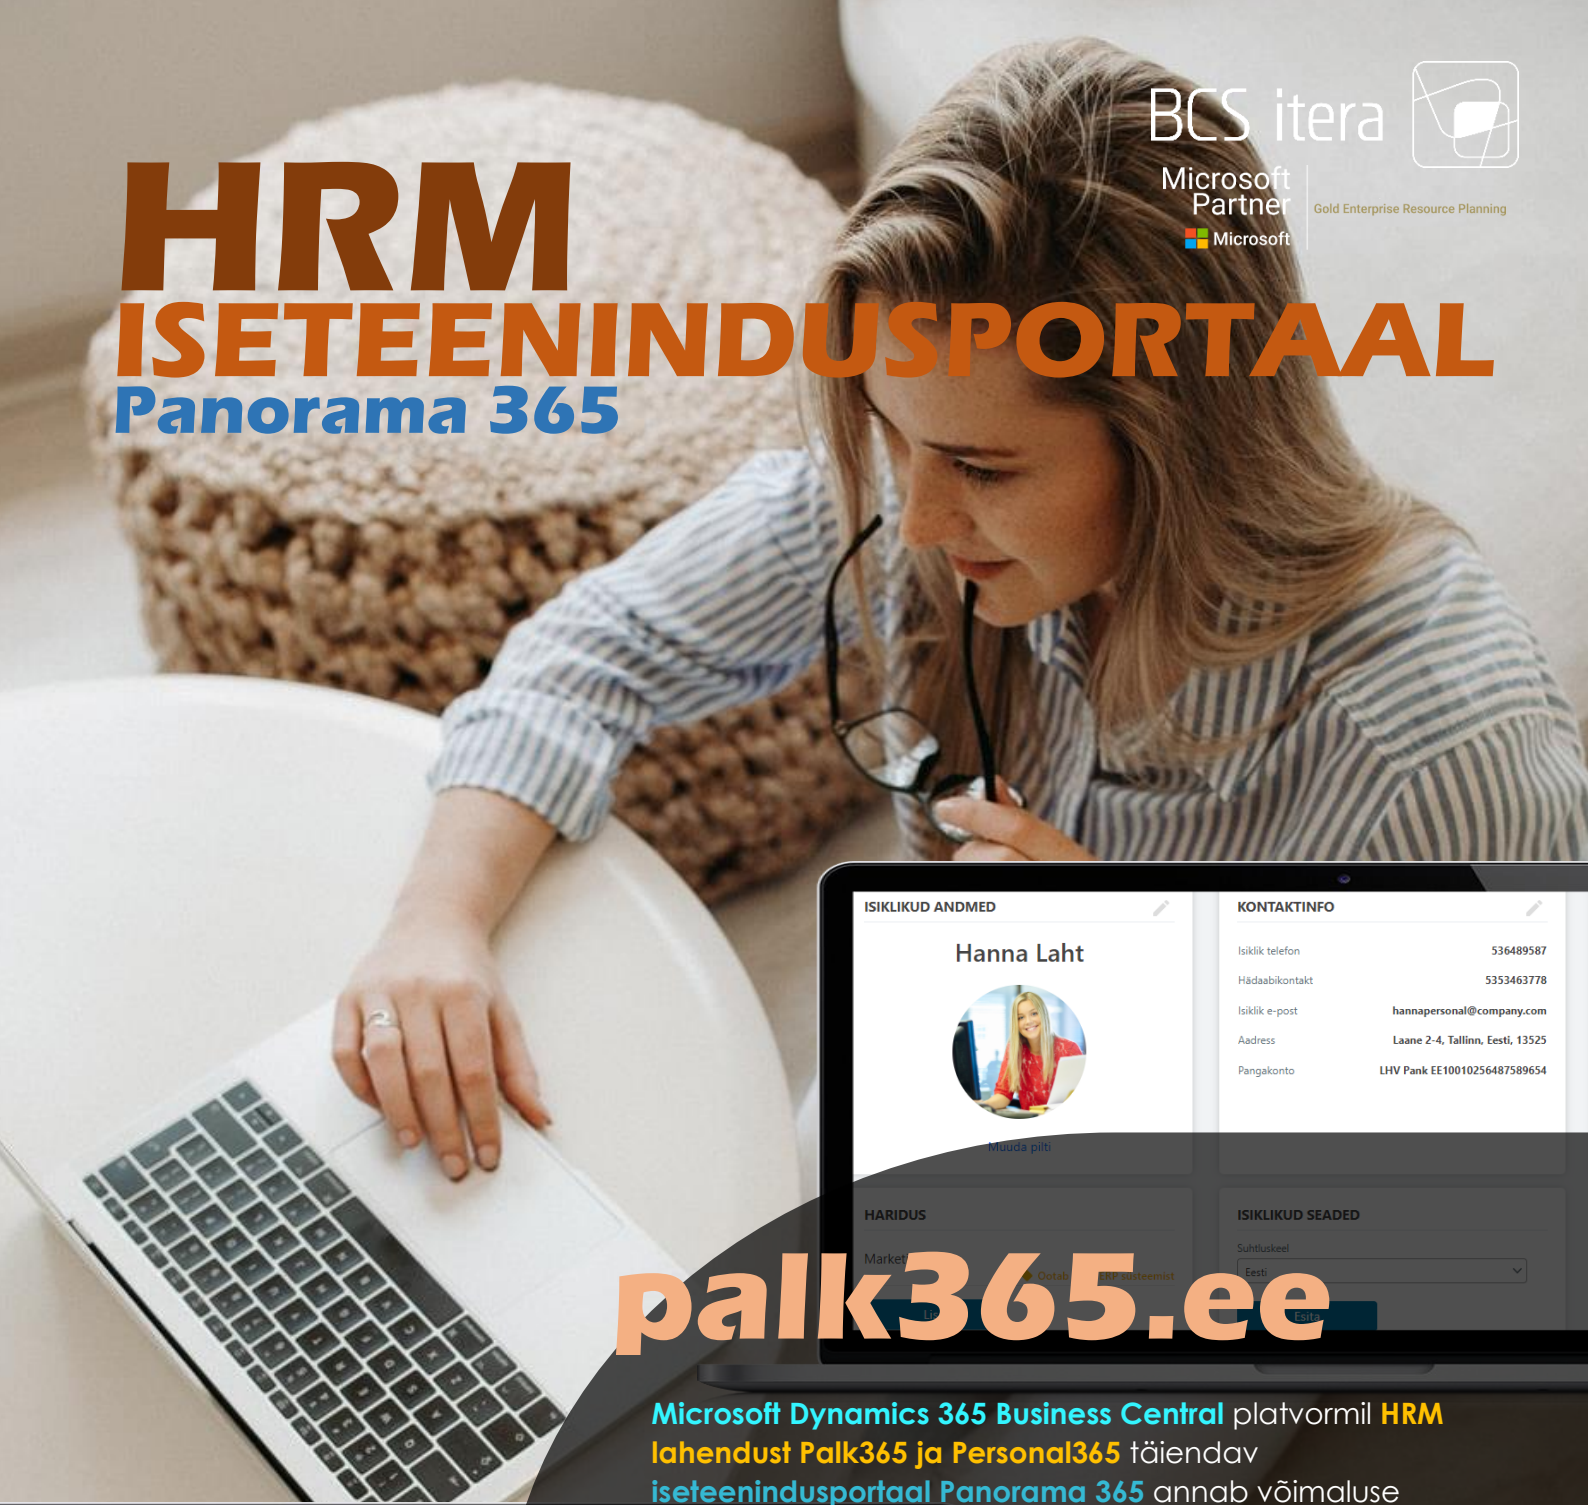 BCS itera
Microsoft
Partner
Microsoft
Gold Enterprise Resource Planning
HRM
ISETEENINDUSPORTAAL
Panorama 365
ISIKLIKUD ANDMED
Hanna Laht
Muuda pilti
KONTAKTINFO
Isiklik telefon 536489587
Hädaabikontakt 5353463778
Isiklik e-post hannapersonal@company.com
Aadress Laane 2-4, Tallinn, Eesti, 13525
Pangakonto LHV Pank EE10010256487589654
HARIDUS
ERP süsteemist
ISIKLIKUD SEADED
Suhtluskeel
Eesti
Esita
palk365.ee
Microsoft Dynamics 365 Business Central platvormil HRM
lahendust Palk365 ja Personal365 täiendav
iseteenindusportaal Panorama 365 annab võimaluse